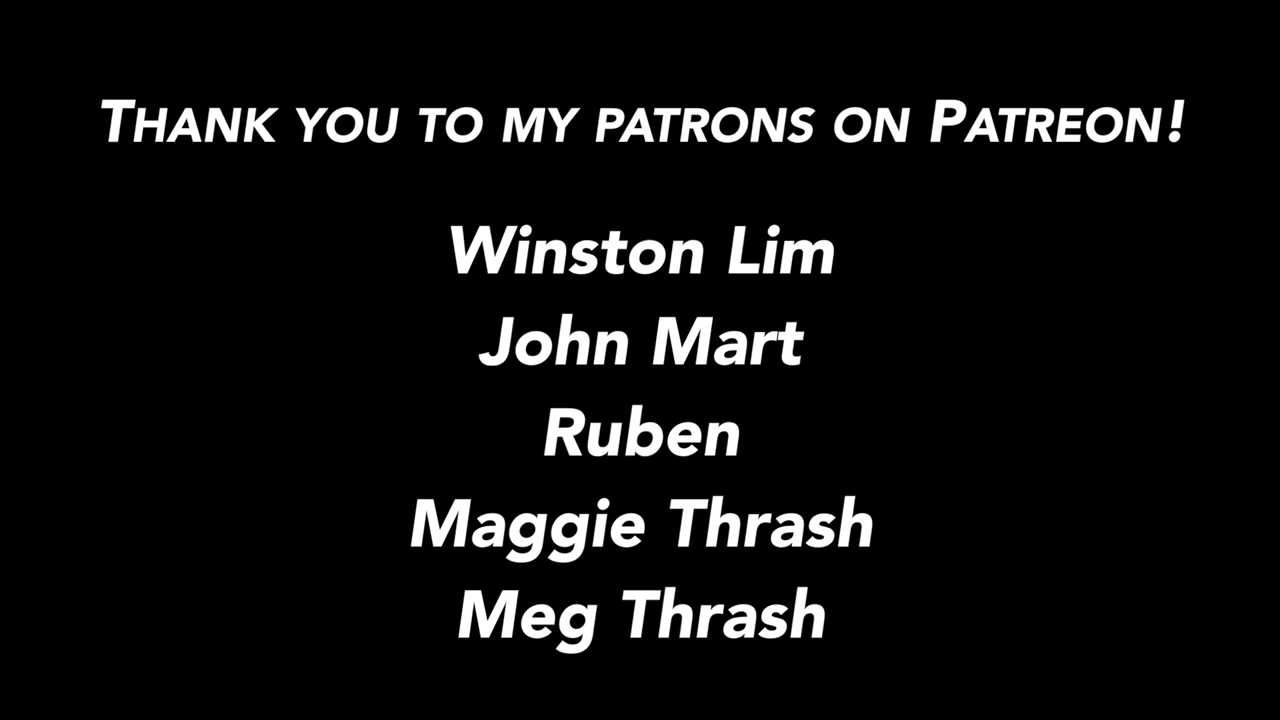 Thank you to my patrons on Patreon!
Winston Lim
John Mart
Ruben
Maggie Thrash
Meg Thrash